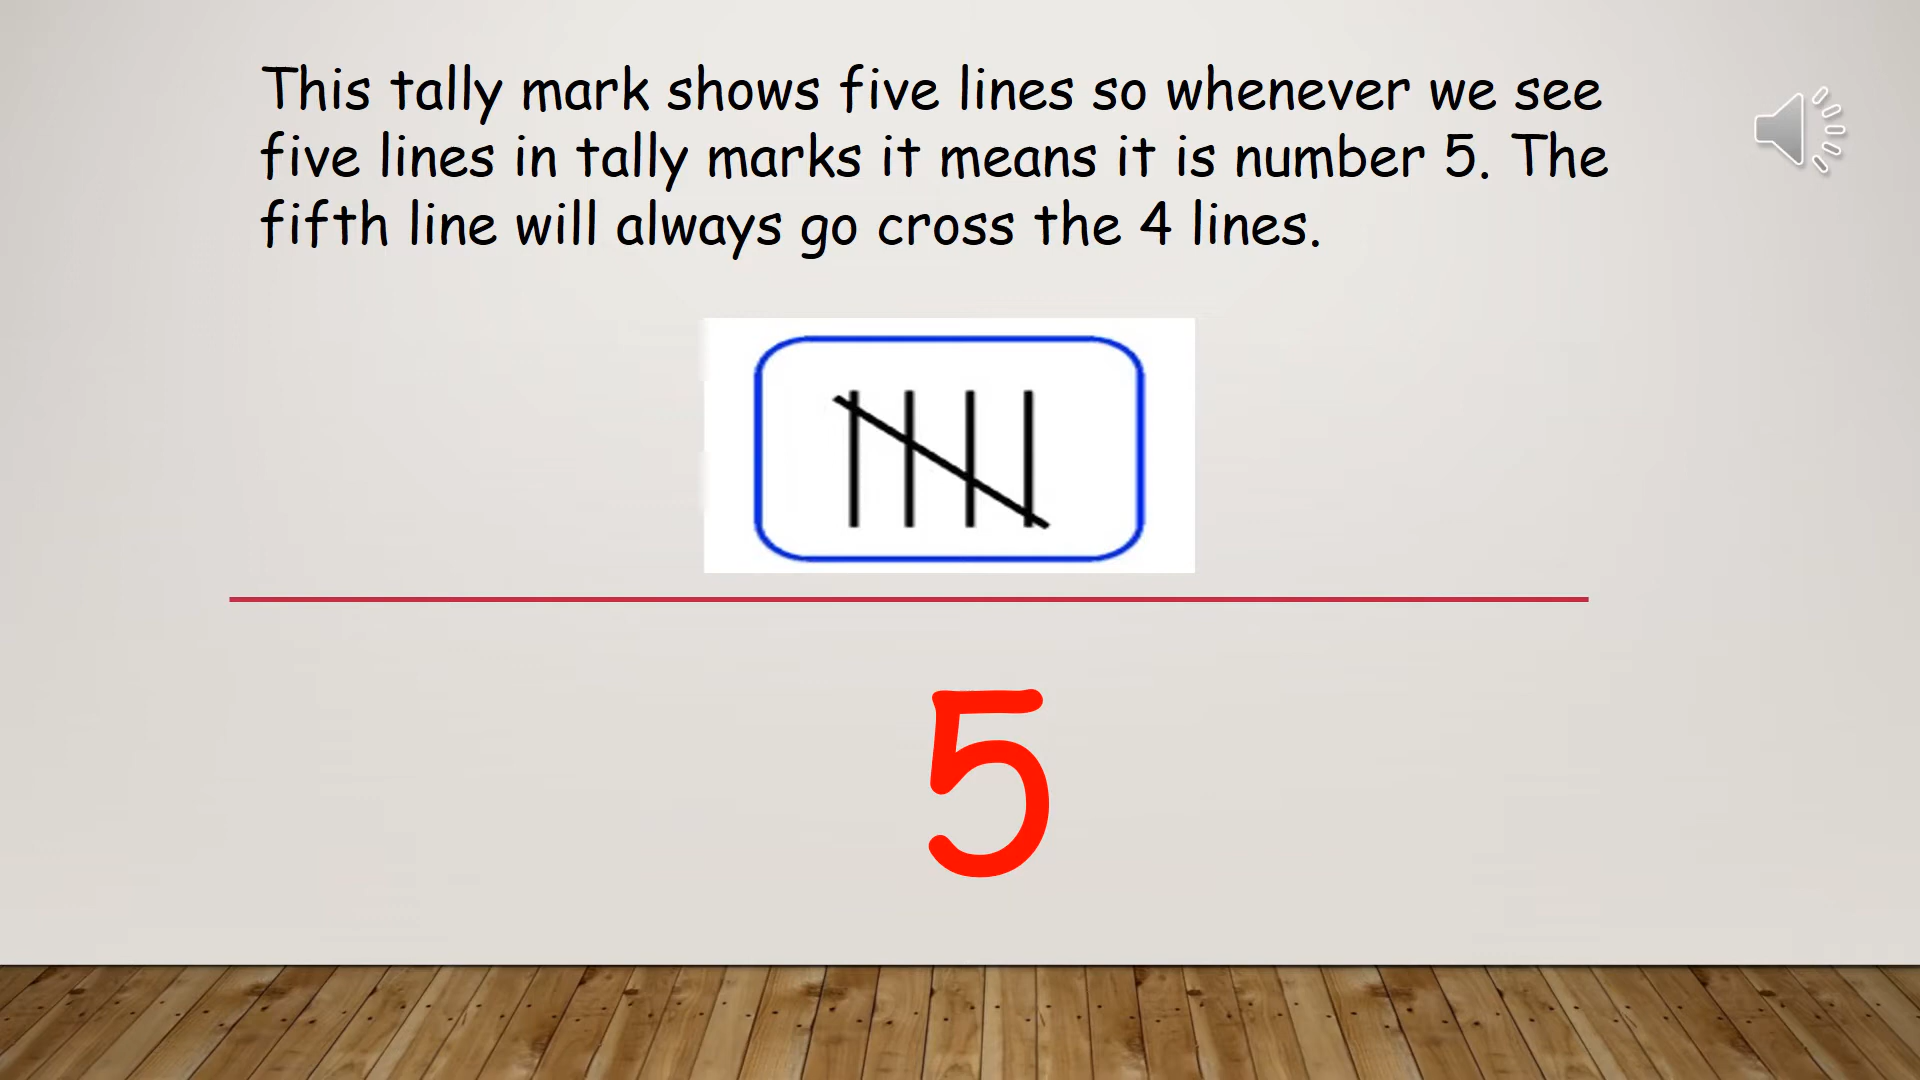 This tally mark shows five lines so whenever we see
five lines in tally marks it means it is number 5. The
fifth line will always go cross the 4 lines.
5